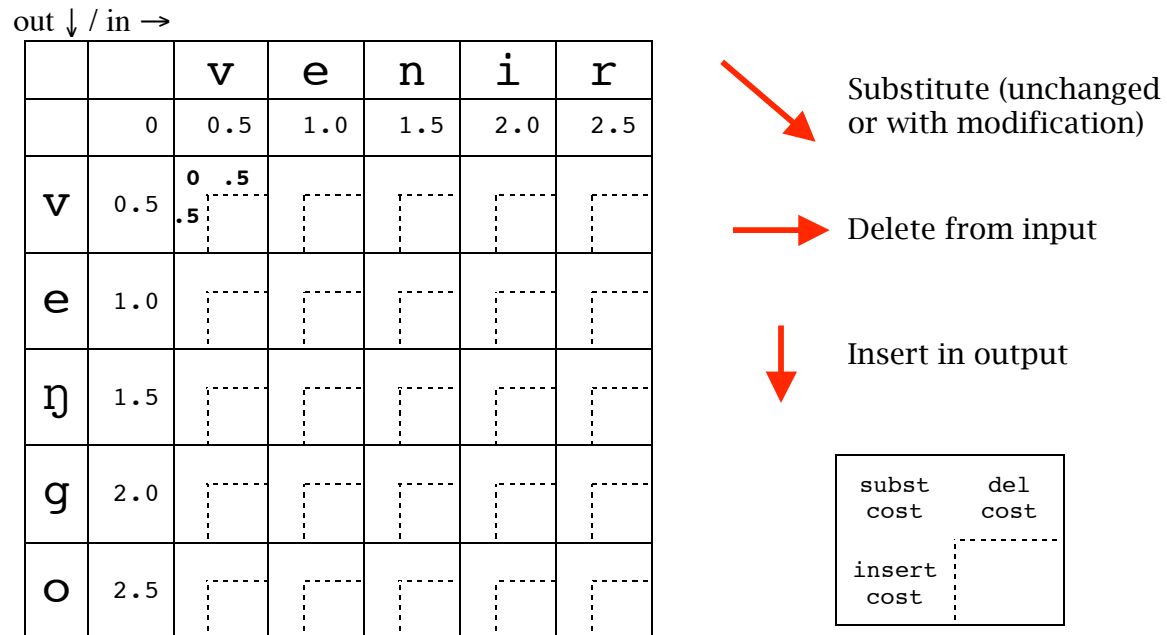 out ↓ / in →
v e n i r
0 0.5 1.0 1.5 2.0 2.5
0 .5
v 0.5 .5
e 1.0
ŋ 1.5
g 2.0
o 2.5
Substitute (unchanged
or with modification)
Delete from input
Insert in output
subst del
cost cost
insert
cost